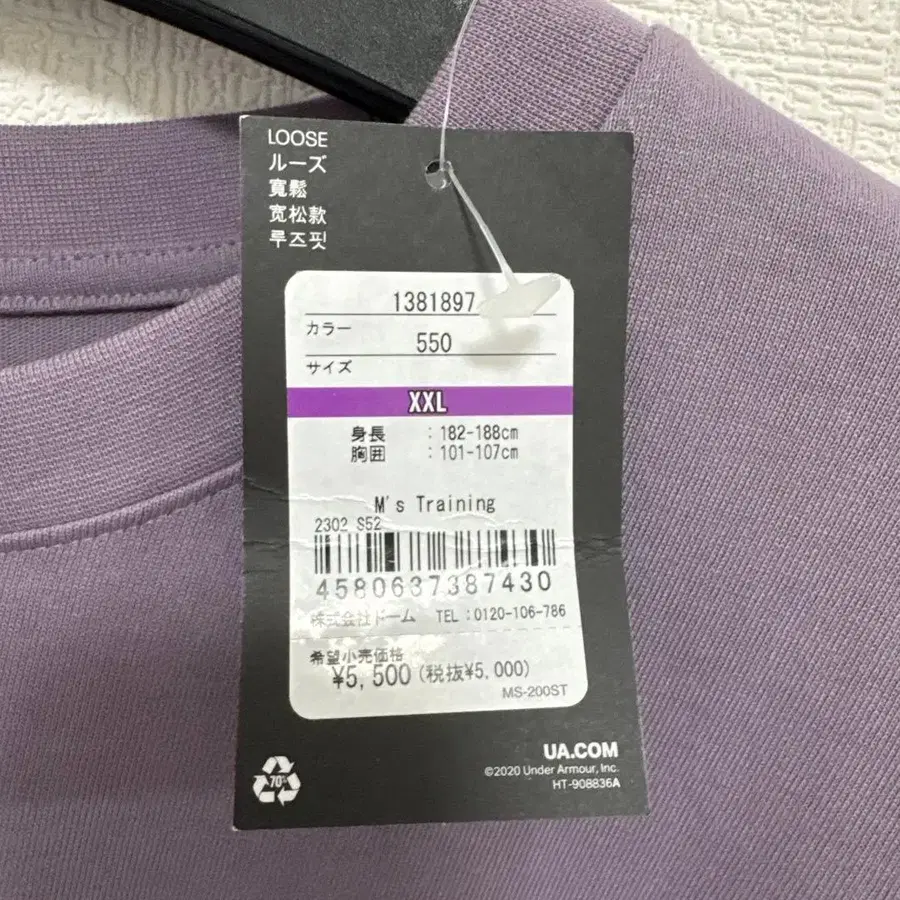 LOOSE
ルーズ
寬鬆
宽松款
루즈핏
1381897
カラー
550
サイズ
XXL
身長 : 182-188cm
胸囲 : 101-107cm
M's Training
2302 S52
4580637387430
株式会社ドーム TEL:0120-106-786
希望小売価格
¥5,500(税抜¥5,000)
MS-200ST
UA.COM
©2020 Under Armour, Inc.
HT-908836A
70%